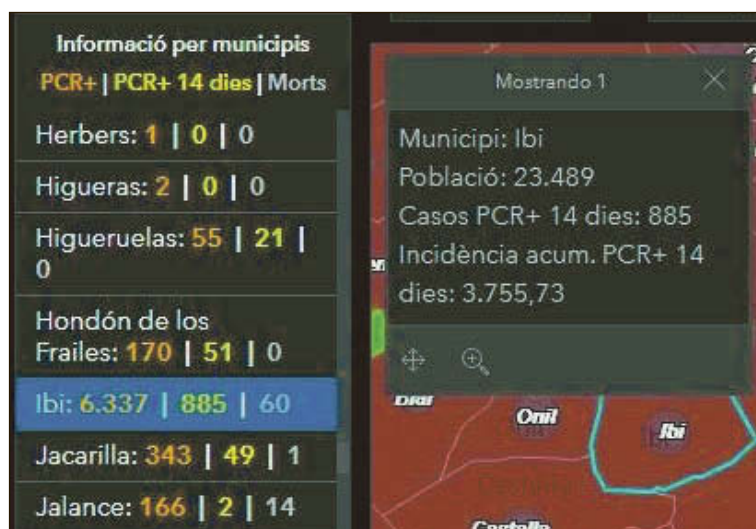 Informació per municipis
PCR+ | PCR+ 14 dies | Morts
Herbers: 1 | 0 | 0
Higueras: 2 | 0 | 0
Higueruelas: 55 | 21 |
0
Hondón de los
Frailes: 170 | 51 | 0
Ibi: 6.337 | 885 | 60
Jacarilla: 343 | 49 | 1
Jalance: 166 | 2 | 14
Mostrando 1
Municipi: Ibi
Població: 23.489
Casos PCR+ 14 dies: 885
Incidència acum. PCR+ 14
dies: 3.755,73
Onil
Ibi